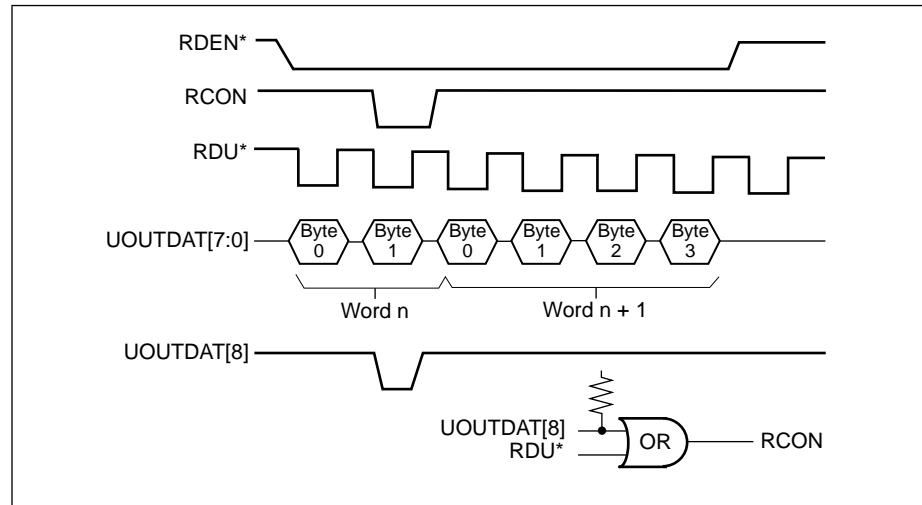 RDEN*
RCON
RDU*
UOUTDAT[7:0]
Byte 0
Byte 1
Byte 0
Byte 1
Byte 2
Byte 3
Word n
Word n + 1
UOUTDAT[8]
UOUTDAT[8]
RDU*
OR
RCON